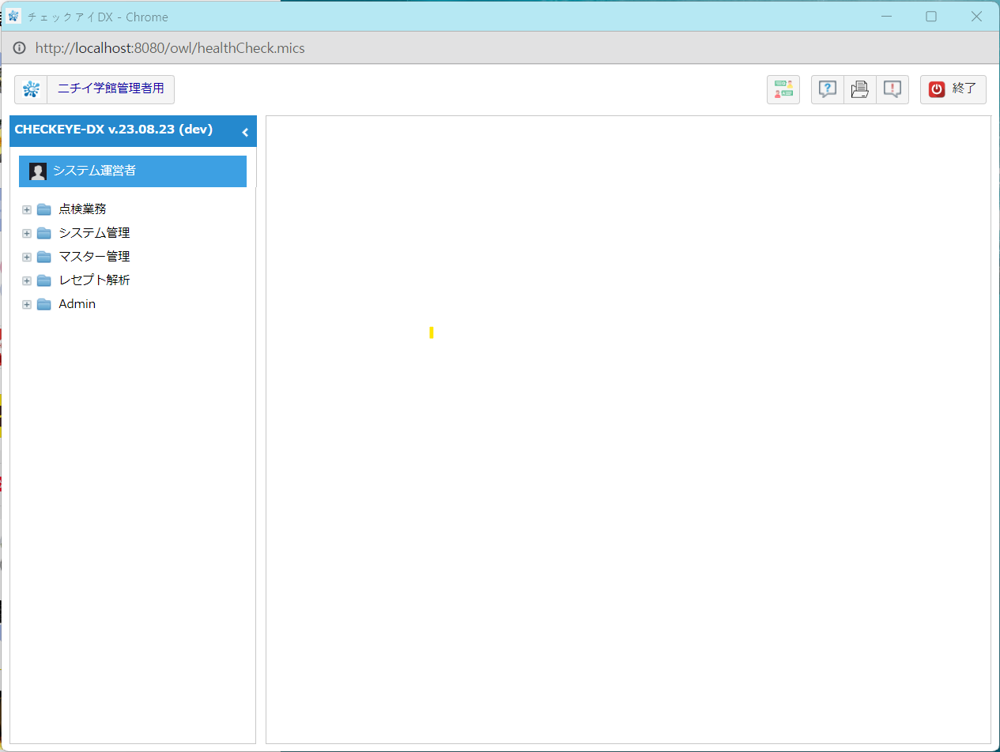 チェックアイDX - Chrome
http://localhost:8080/owl/healthCheck.mics
ニチイ学館管理者用
終了
CHECKEYE-DX v.23.08.23 (dev)
システム運営者
点検業務
システム管理
マスター管理
レセプト解析
Admin